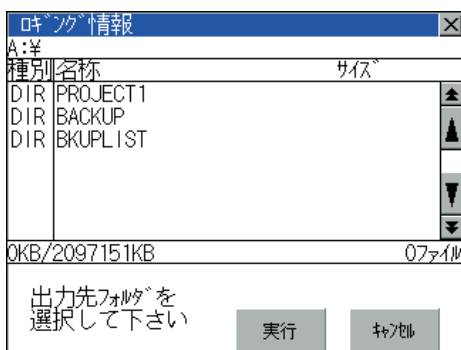 ﾛｷﾞﾝｸﾞ情報
A:¥
種別 名称 ｻｲｽﾞ
DIR PROJECT1
DIR BACKUP
DIR BKUPLIST
0KB/2097151KB 0ﾌｧｲﾙ
出力先ﾌｫﾙﾀﾞを
選択して下さい
実行 ｷｬﾝｾﾙ